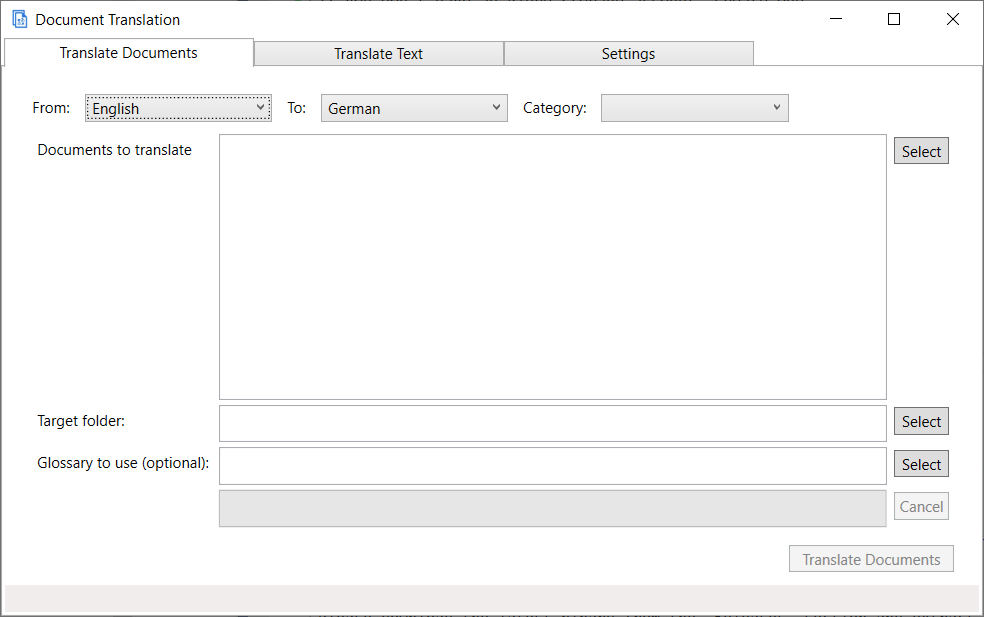 Document Translation
Translate Documents
Translate Text
Settings
From:
English
To:
German
Category:
Documents to translate
Select
Target folder:
Select
Glossary to use (optional):
Select
Cancel
Translate Documents